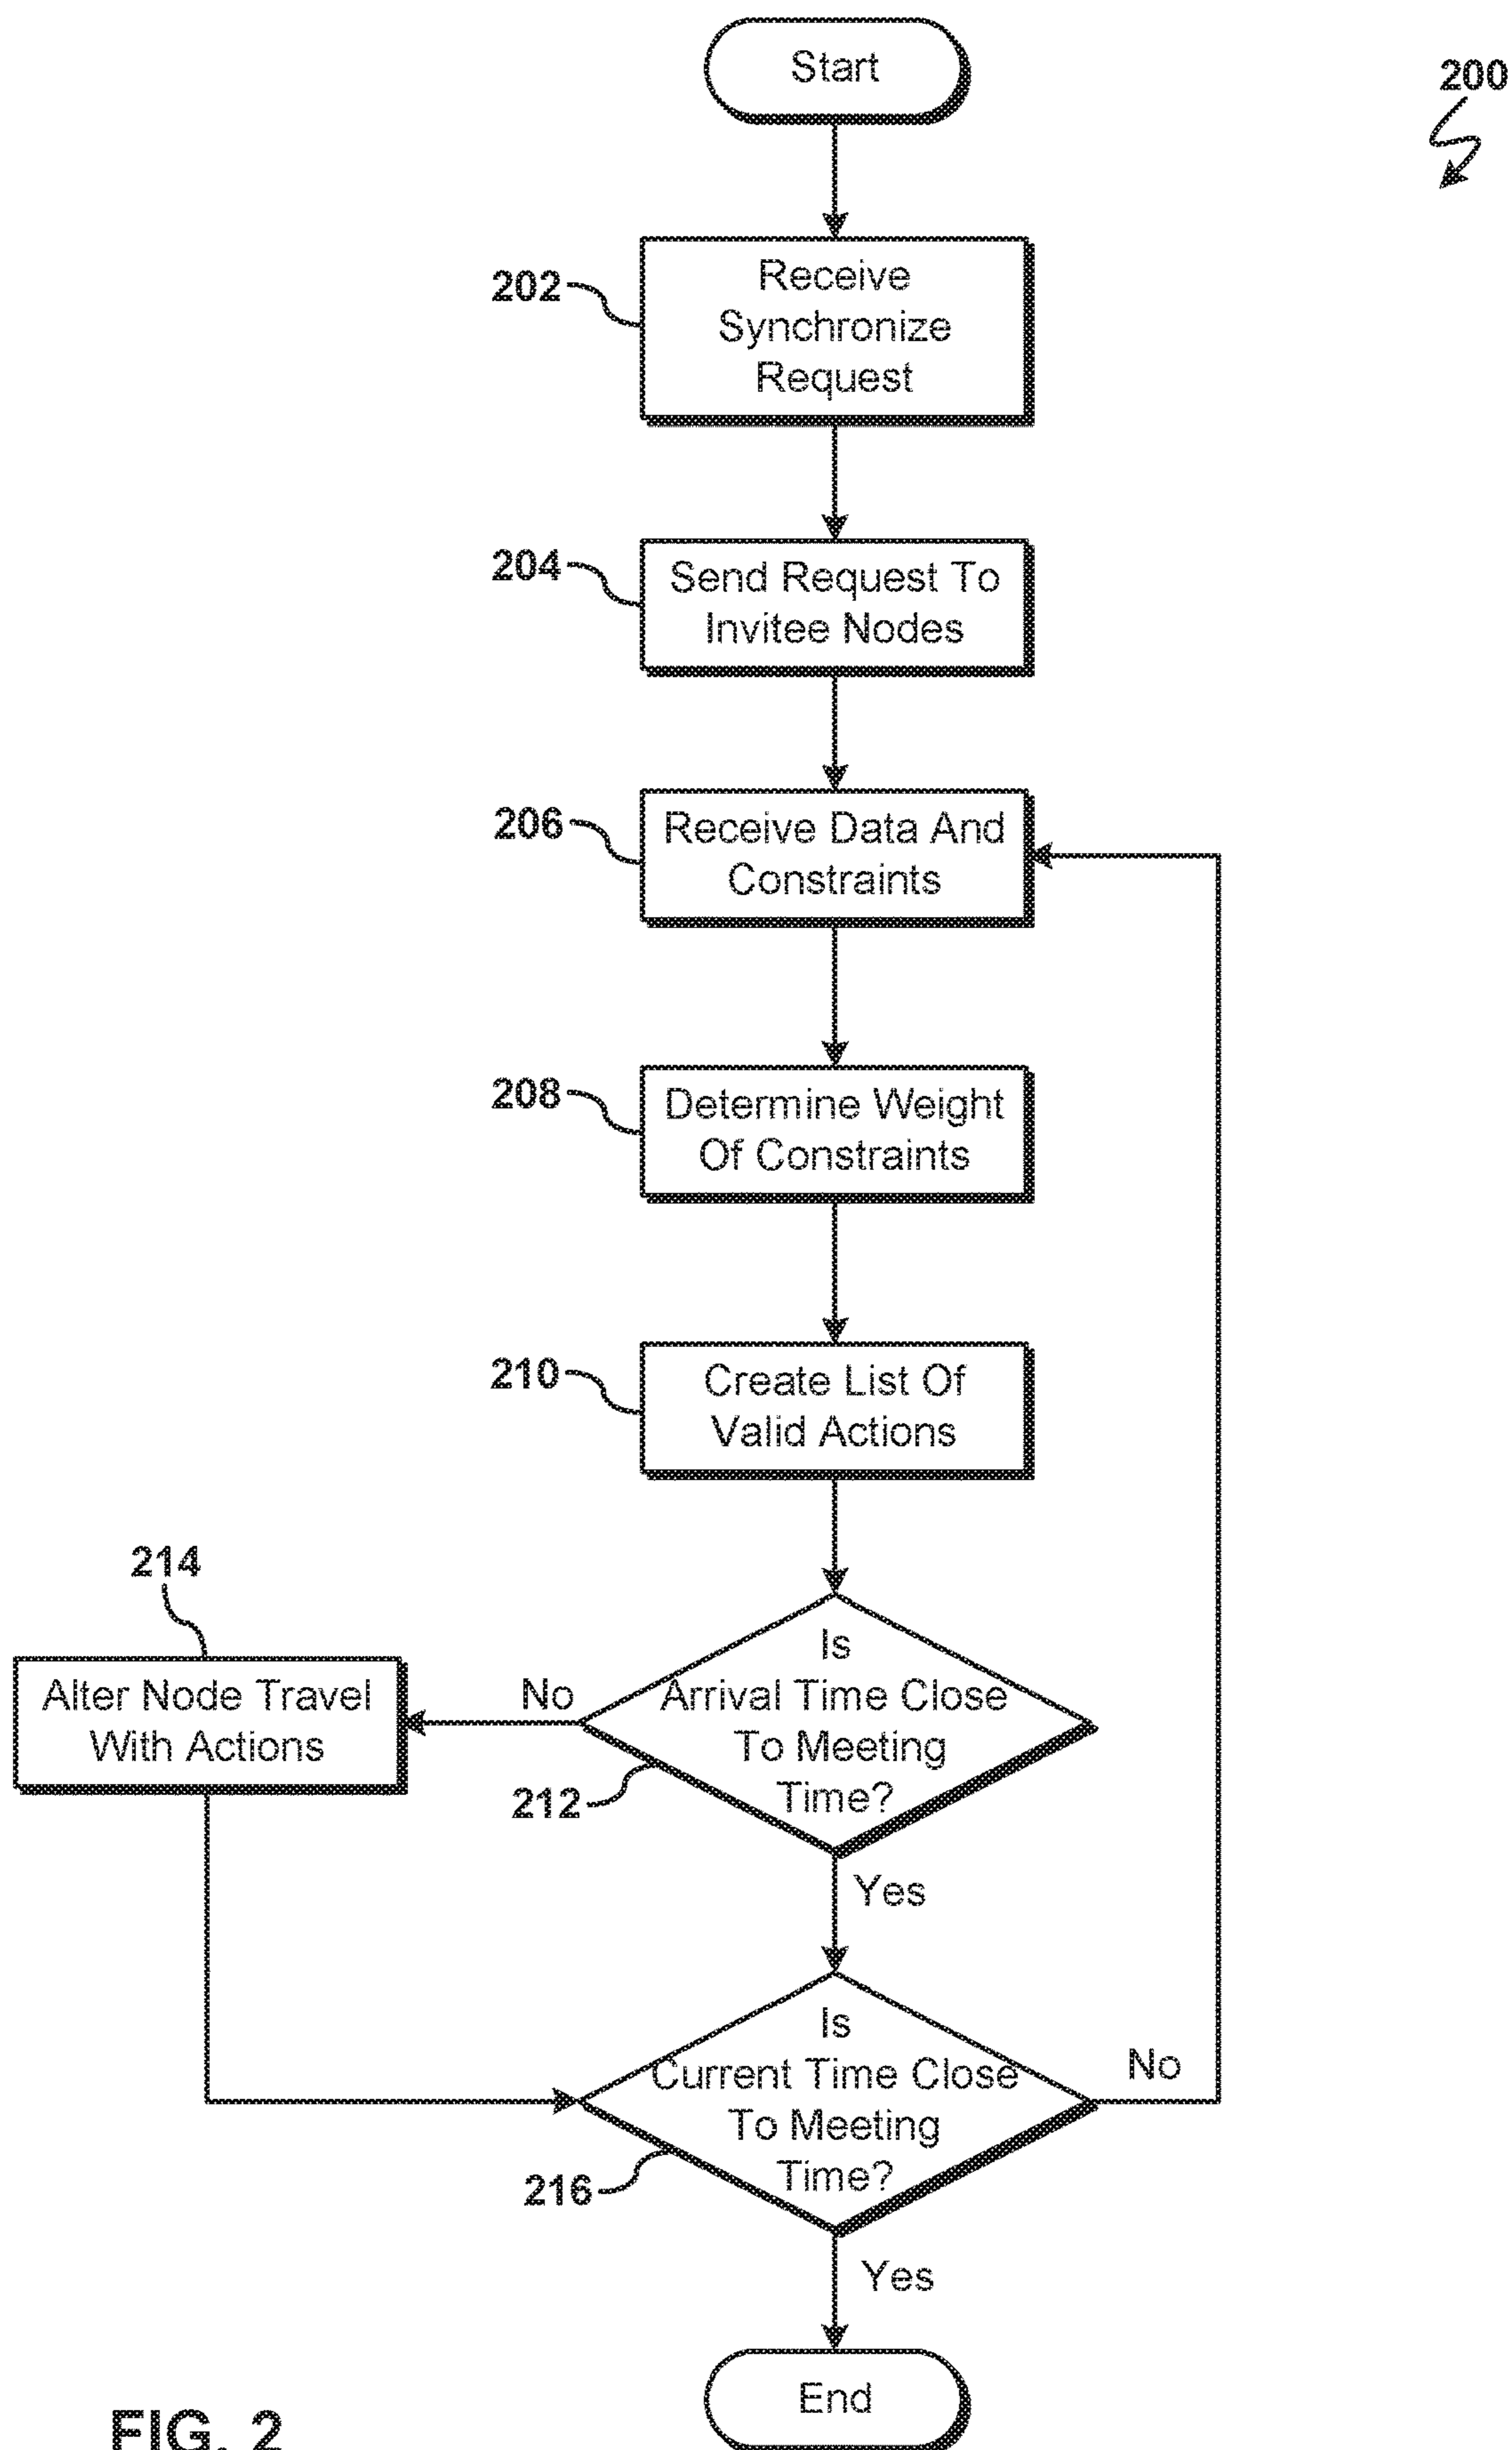 Start
200
202
Receive
Synchronize
Request
204
Send Request To
Invitee Nodes
206
Receive Data And
Constraints
208
Determine Weight
Of Constraints
210
Create List Of
Valid Actions
214
Alter Node Travel
With Actions
No
Is
Arrival Time Close
To Meeting
Time?
212
Yes
Is
Current Time Close
To Meeting
Time?
No
216
Yes
End
FIG. 2